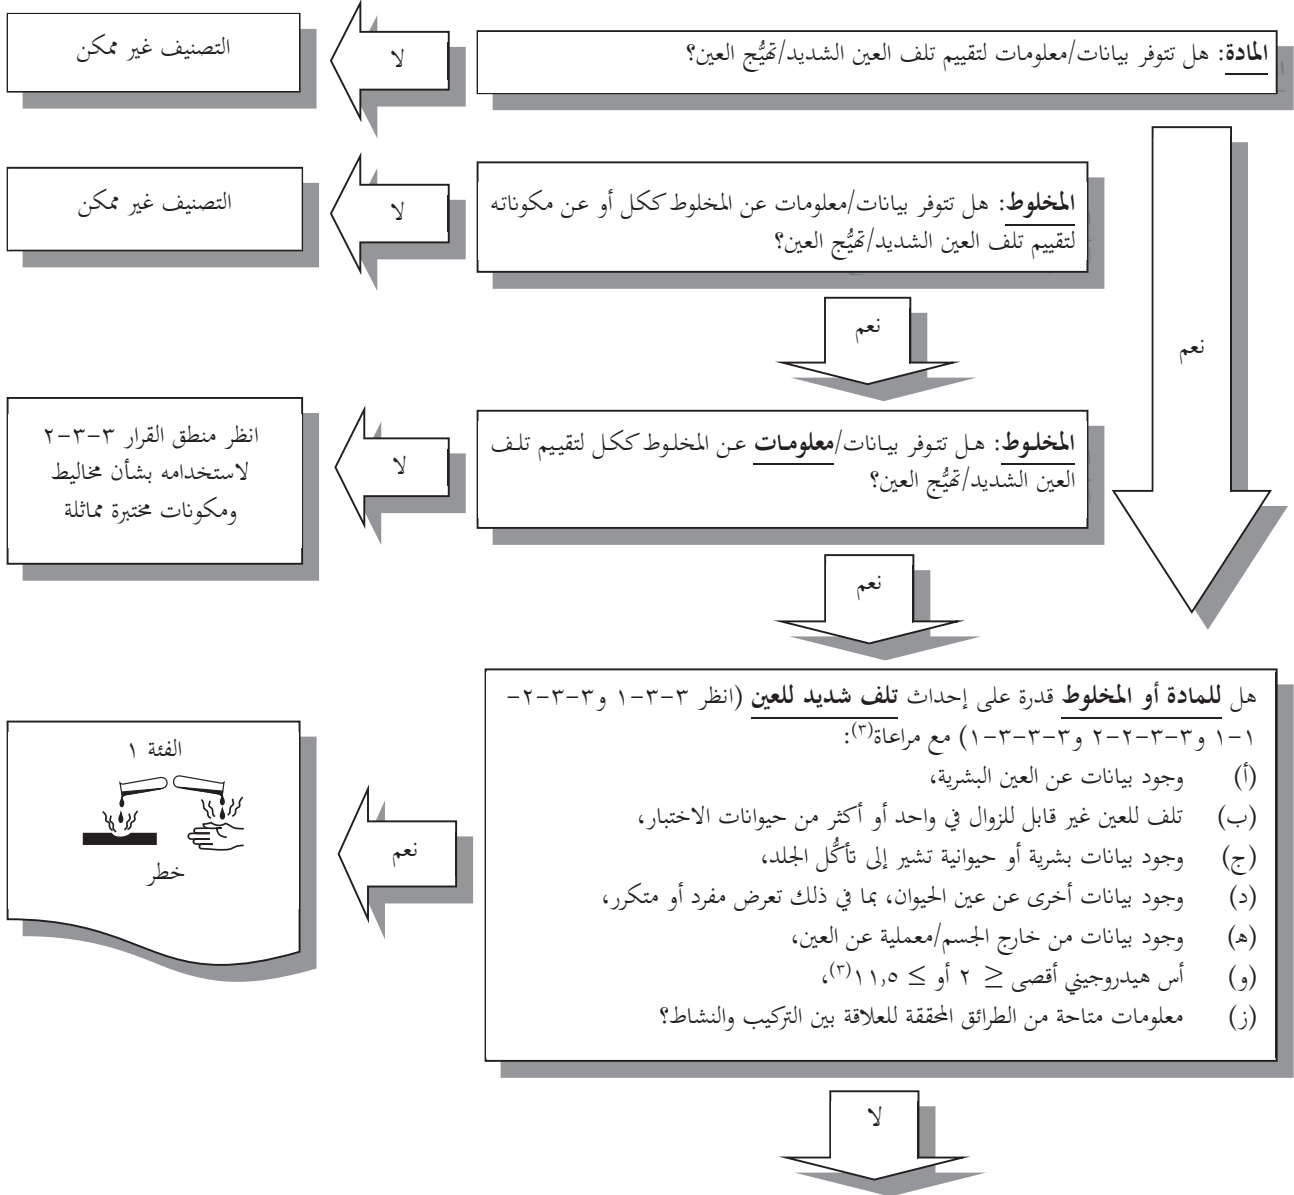 المادة: هل تتوفر بيانات/معلومات لتقييم تلف العين الشديد/تهيُّج العين؟
لا
التصنيف غير ممكن
المخلوط: هل تتوفر بيانات/معلومات عن المخلوط ككل أو عن مكوناته
لتقييم تلف العين الشديد/تهيُّج العين؟
لا
التصنيف غير ممكن
نعم
نعم
المخلوط: هل تتوفر بيانات/معلومات عن المخلوط ككل لتقييم تلف
العين الشديد/تهيُّج العين؟
لا
انظر منطق القرار ٣-٣-٢
لاستخدامه بشأن مخاليط
ومكونات مختبرة مماثلة
نعم
هل للمادة أو المخلوط قدرة على إحداث تلف شديد للعين (انظر ٣-٣-١ و٣-٣-٢-
١-١ و٣-٣-٢-٢ و٣-٣-٣-١) مع مراعاة(٣):
(أ) وجود بيانات عن العين البشرية،
(ب) تلف للعين غير قابل للزوال في واحد أو أكثر من حيوانات الاختبار،
(ج) وجود بيانات بشرية أو حيوانية تشير إلى تأكُّل الجلد،
(د) وجود بيانات أخرى عن عين الحيوان، بما في ذلك تعرض مفرد أو متكرر،
(ه) وجود بيانات من خارج الجسم/معملية عن العين،
(و) أس هيدروجيني أقصى ≥ ٢ أو ≤ ١١,٥(٣)،
(ز) معلومات متاحة من الطرائق المحققة للعلاقة بين التركيب والنشاط؟
نعم
الفئة ١
خطر
لا